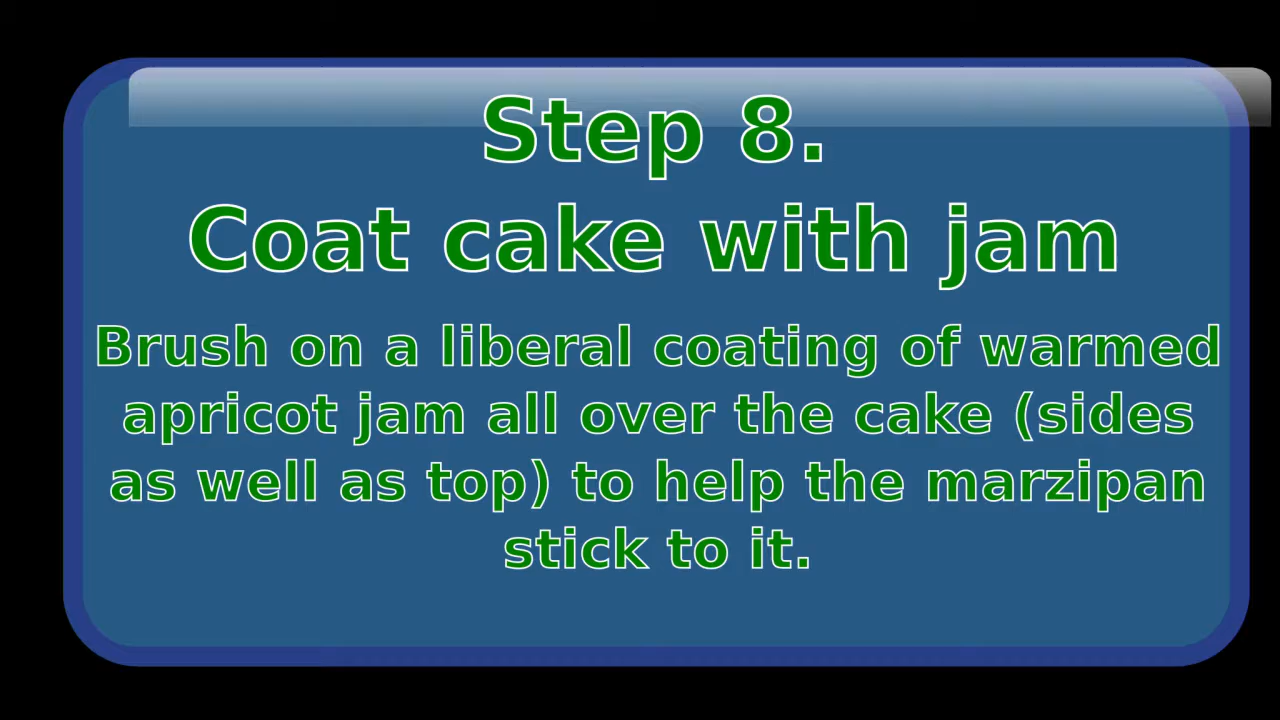 Step 8.
Coat cake with jam
Brush on a liberal coating of warmed
apricot jam all over the cake (sides
as well as top) to help the marzipan
stick to it.